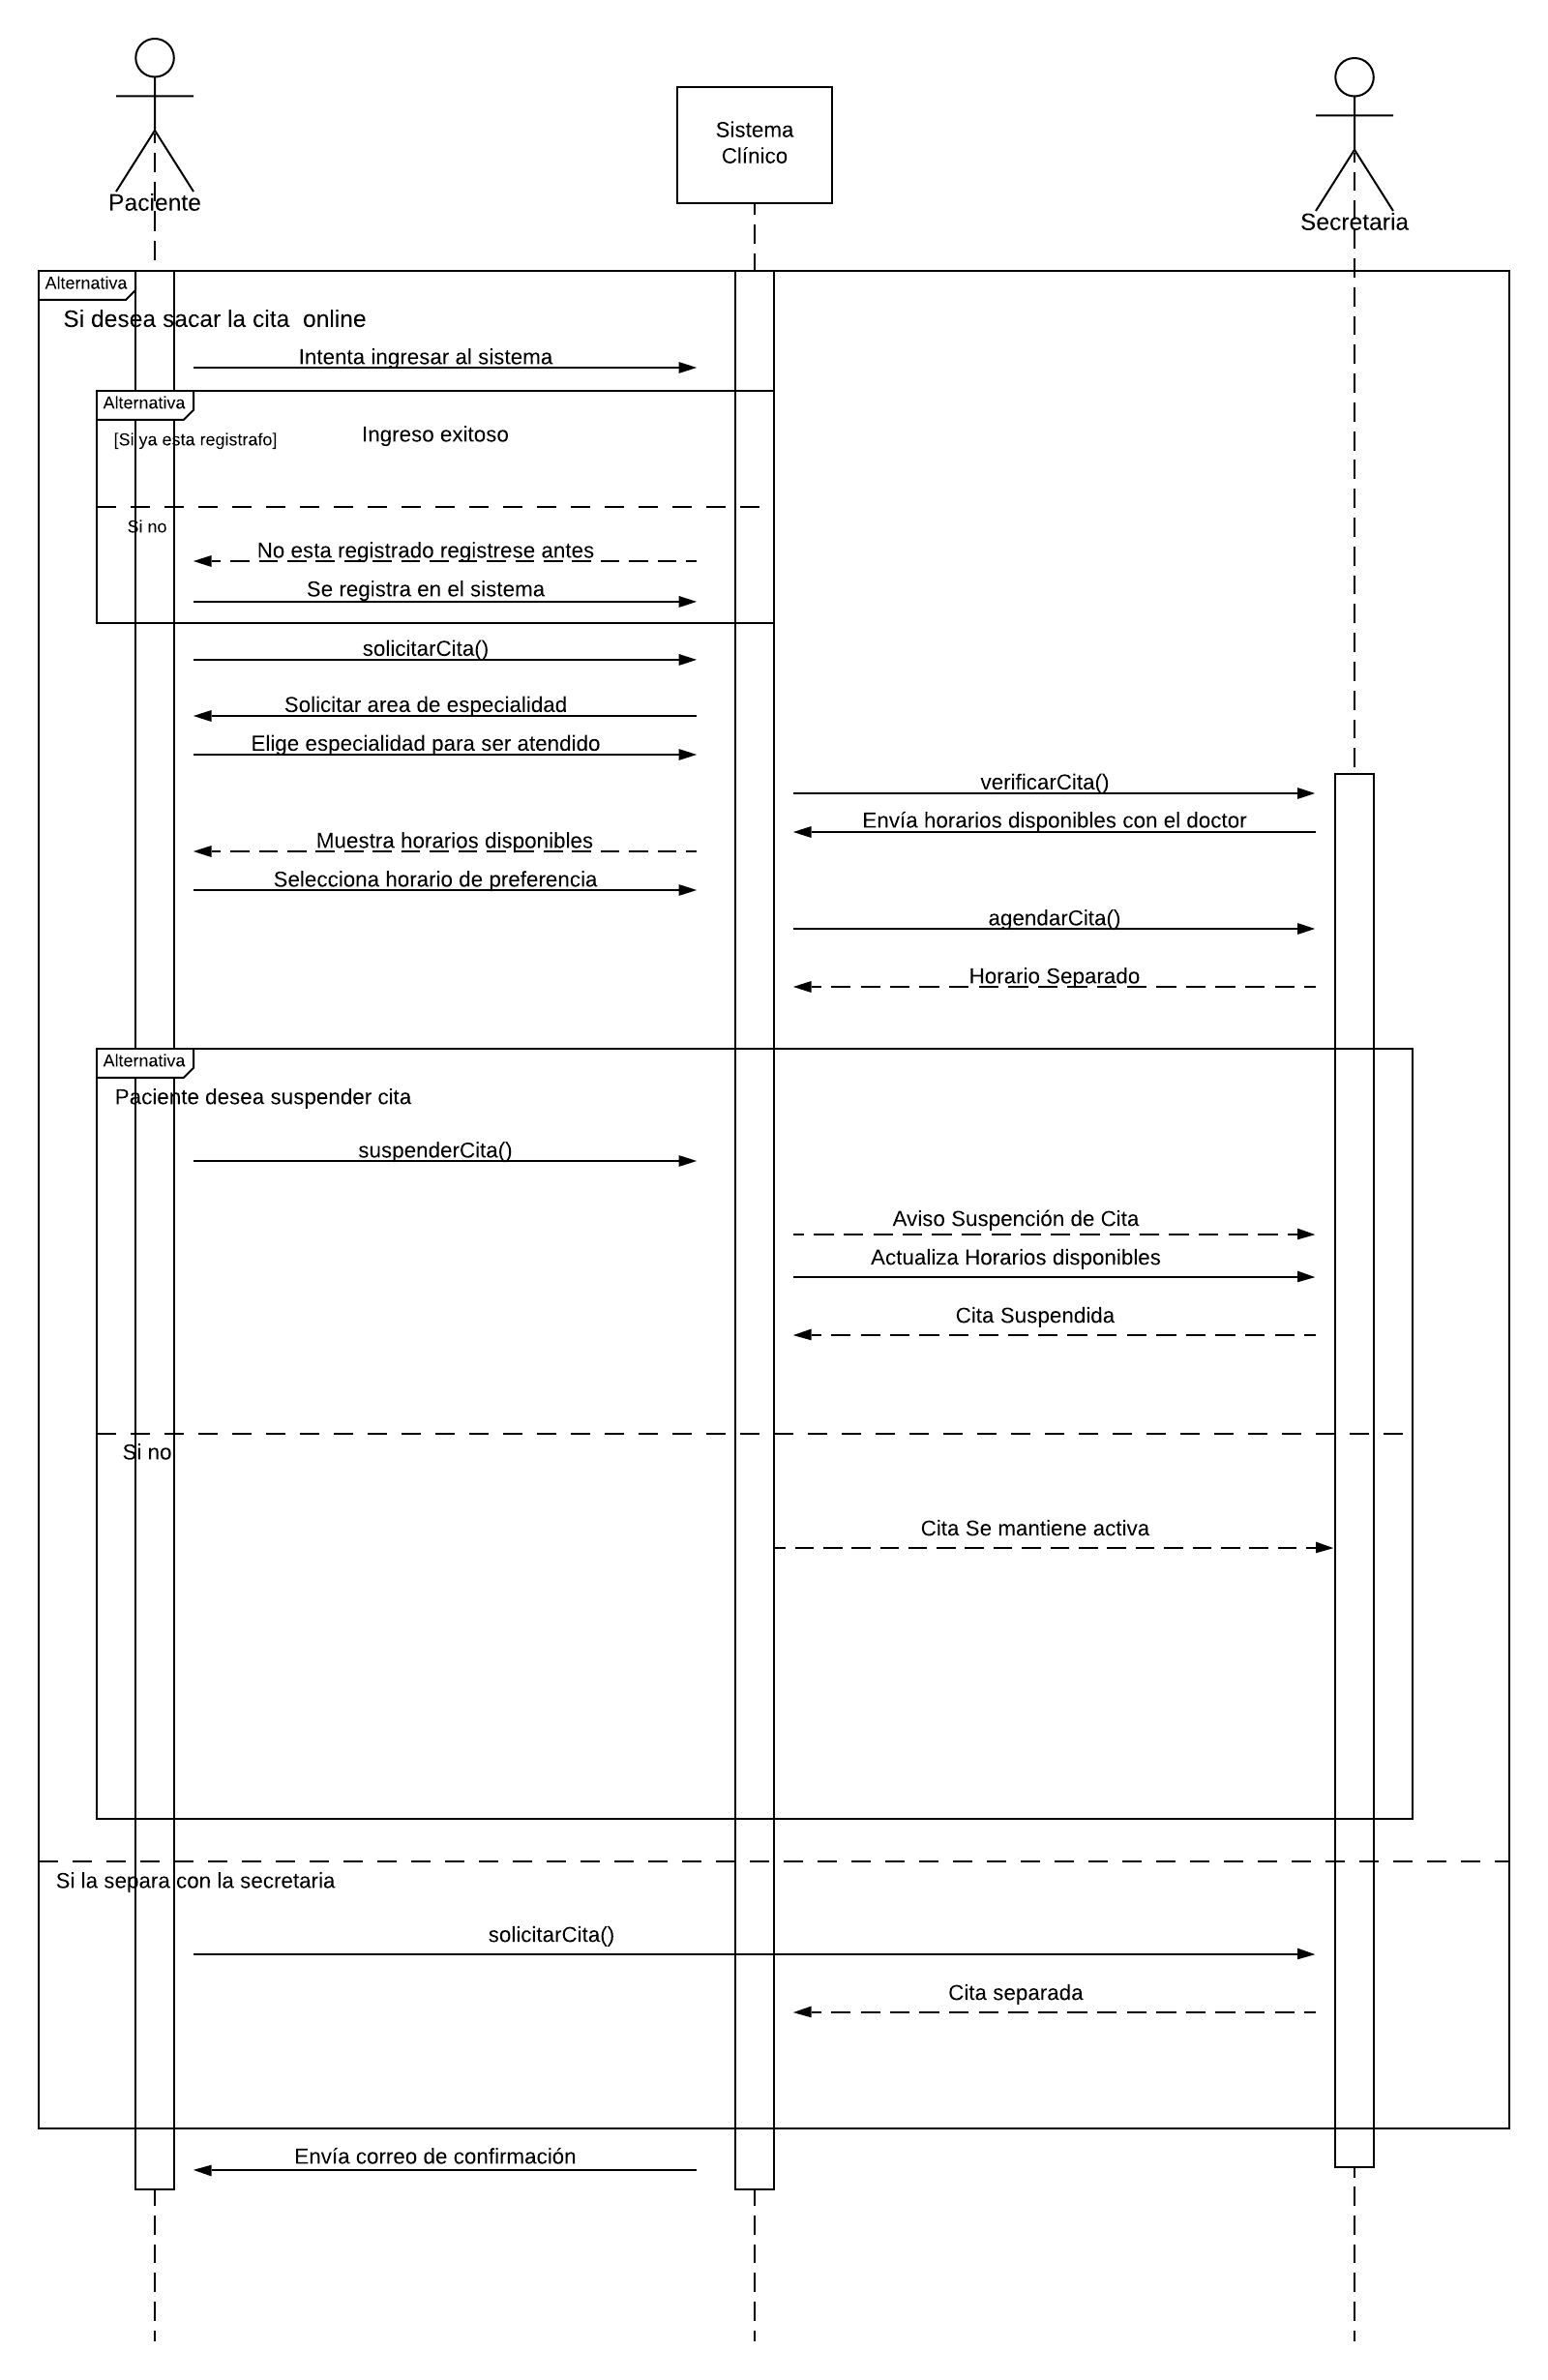 Paciente
Sistema
Clínico
Secretaria
Alternativa
Si desea sacar la cita  online
Intenta ingresar al sistema
Alternativa
[Si ya esta registrafo]
Ingreso exitoso
Si no
No esta registrado registrese antes
Se registra en el sistema
solicitarCita()
Solicitar area de especialidad
Elige especialidad para ser atendido
verificarCita()
Envía horarios disponibles con el doctor
Muestra horarios disponibles
Selecciona horario de preferencia
agendarCita()
Horario Separado
Alternativa
Paciente desea suspender cita
suspenderCita()
Aviso Suspención de Cita
Actualiza Horarios disponibles
Cita Suspendida
Si no
Cita Se mantiene activa
Si la separa con la secretaria
solicitarCita()
Cita separada
Envía correo de confirmación